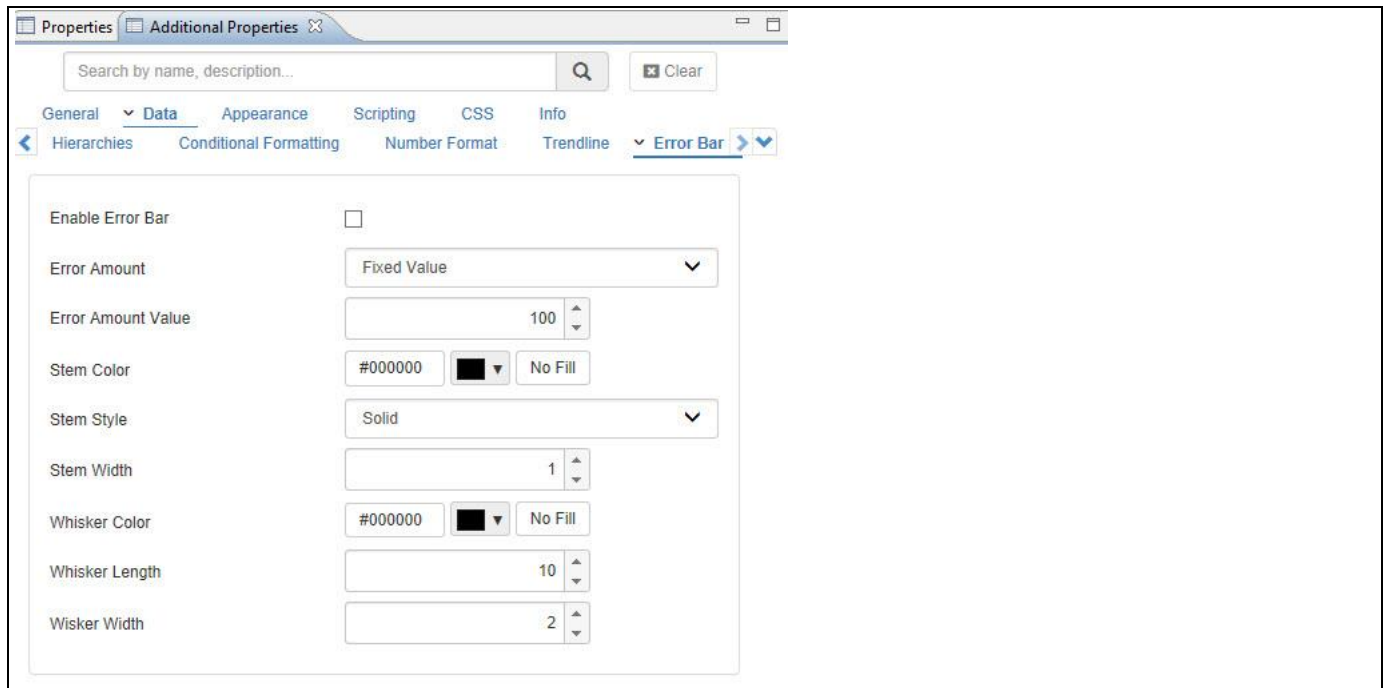 Properties Additional Properties
Search by name, description... Clear
General Data Appearance Scripting CSS Info
Hierarchies Conditional Formatting Number Format Trendline Error Bar
Enable Error Bar
Error Amount Fixed Value
Error Amount Value 100
Stem Color #000000 No Fill
Stem Style Solid
Stem Width 1
Whisker Color #000000 No Fill
Whisker Length 10
Wisker Width 2